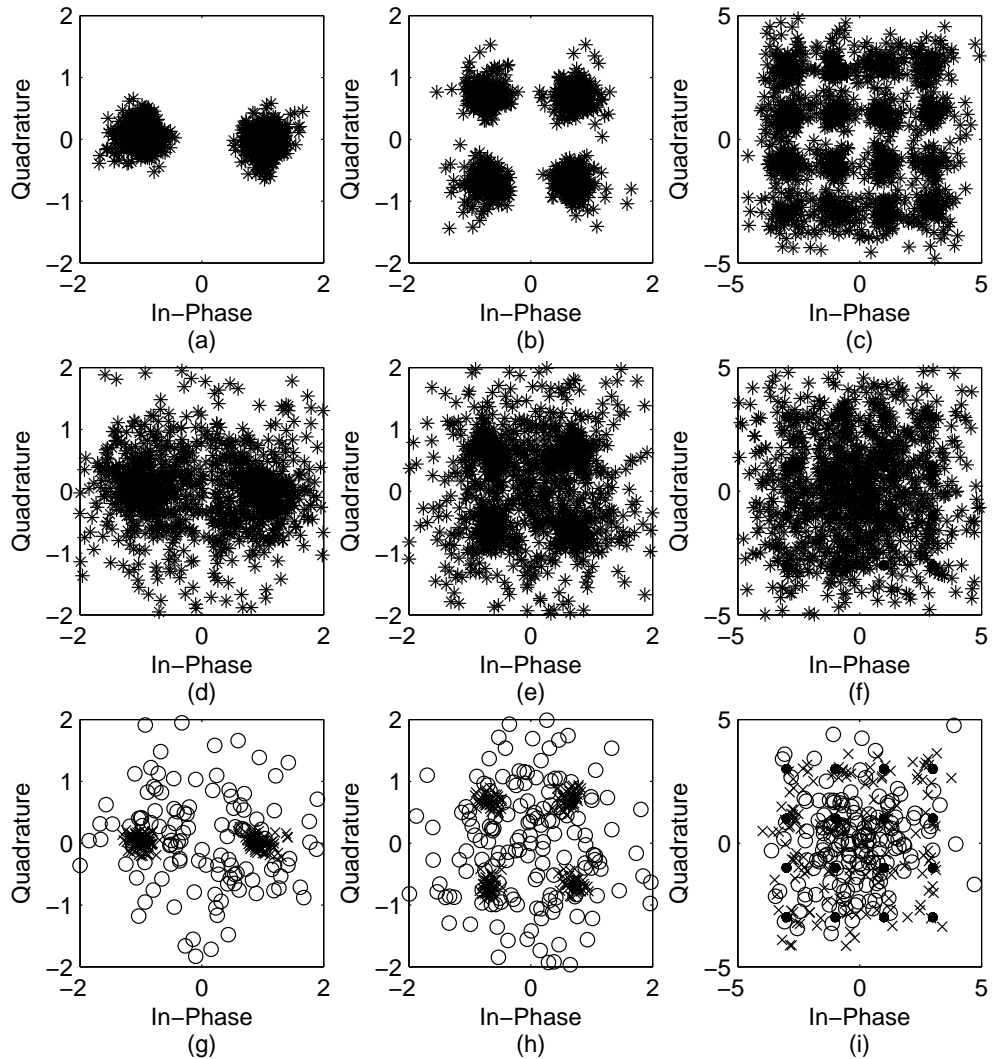 2
1
0
−1
−2
Quadrature
−2 0 2
In−Phase
(a)
2
1
0
−1
−2
Quadrature
−2 0 2
In−Phase
(b)
5
0
−5
Quadrature
−5 0 5
In−Phase
(c)
2
1
0
−1
−2
Quadrature
−2 0 2
In−Phase
(d)
2
1
0
−1
−2
Quadrature
−2 0 2
In−Phase
(e)
5
0
−5
Quadrature
−5 0 5
In−Phase
(f)
2
1
0
−1
−2
Quadrature
−2 0 2
In−Phase
(g)
2
1
0
−1
−2
Quadrature
−2 0 2
In−Phase
(h)
5
0
−5
Quadrature
−5 0 5
In−Phase
(i)